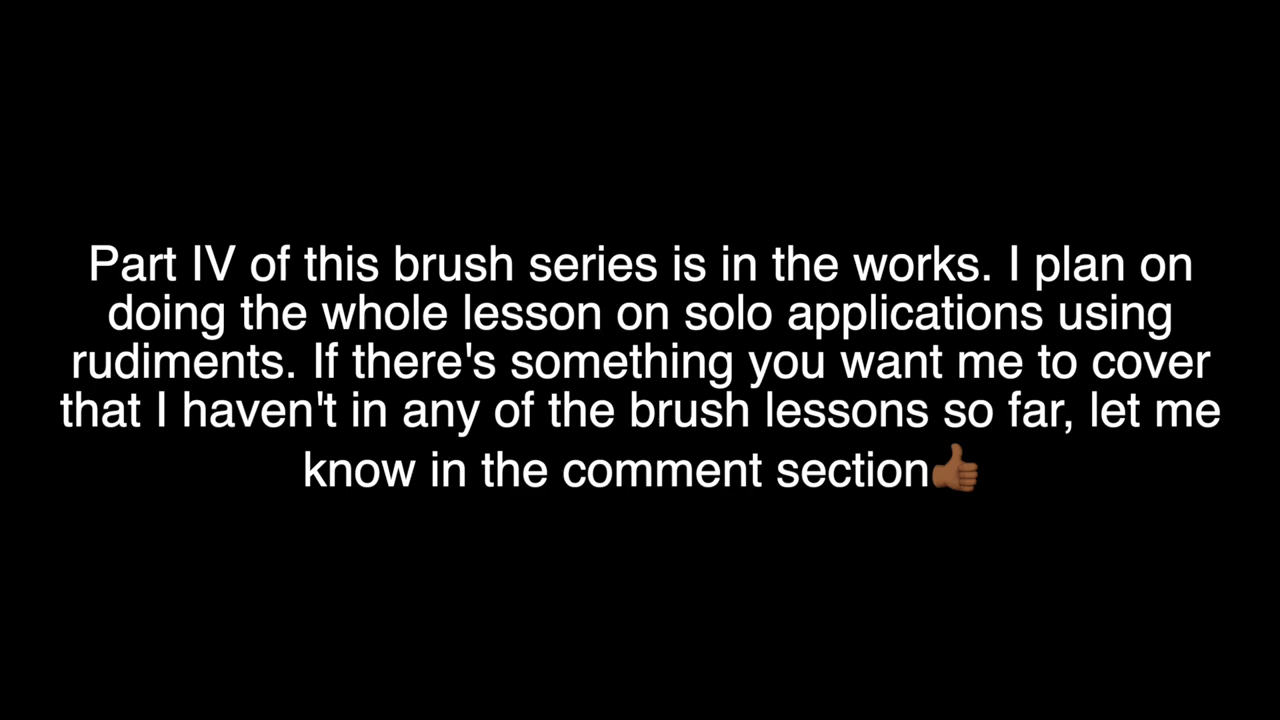 Part IV of this brush series is in the works. I plan on
doing the whole lesson on solo applications using
rudiments. If there's something you want me to cover
that I haven't in any of the brush lessons so far, let me
know in the comment section👍🏾